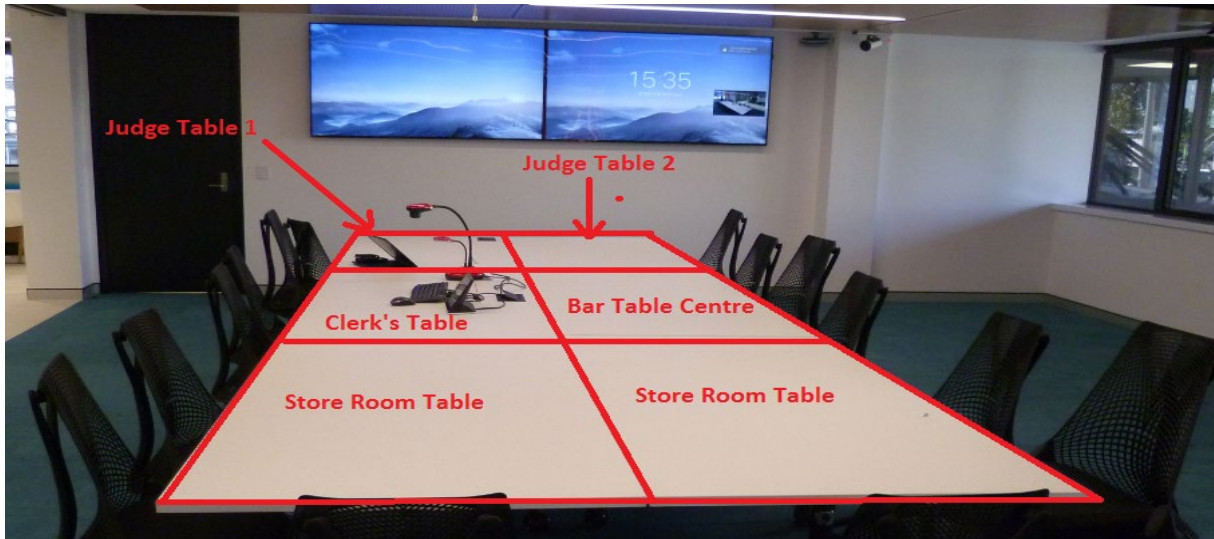 15:35
Judge Table 1
Judge Table 2
Bar Table Centre
Clerk's Table
Store Room Table
Store Room Table